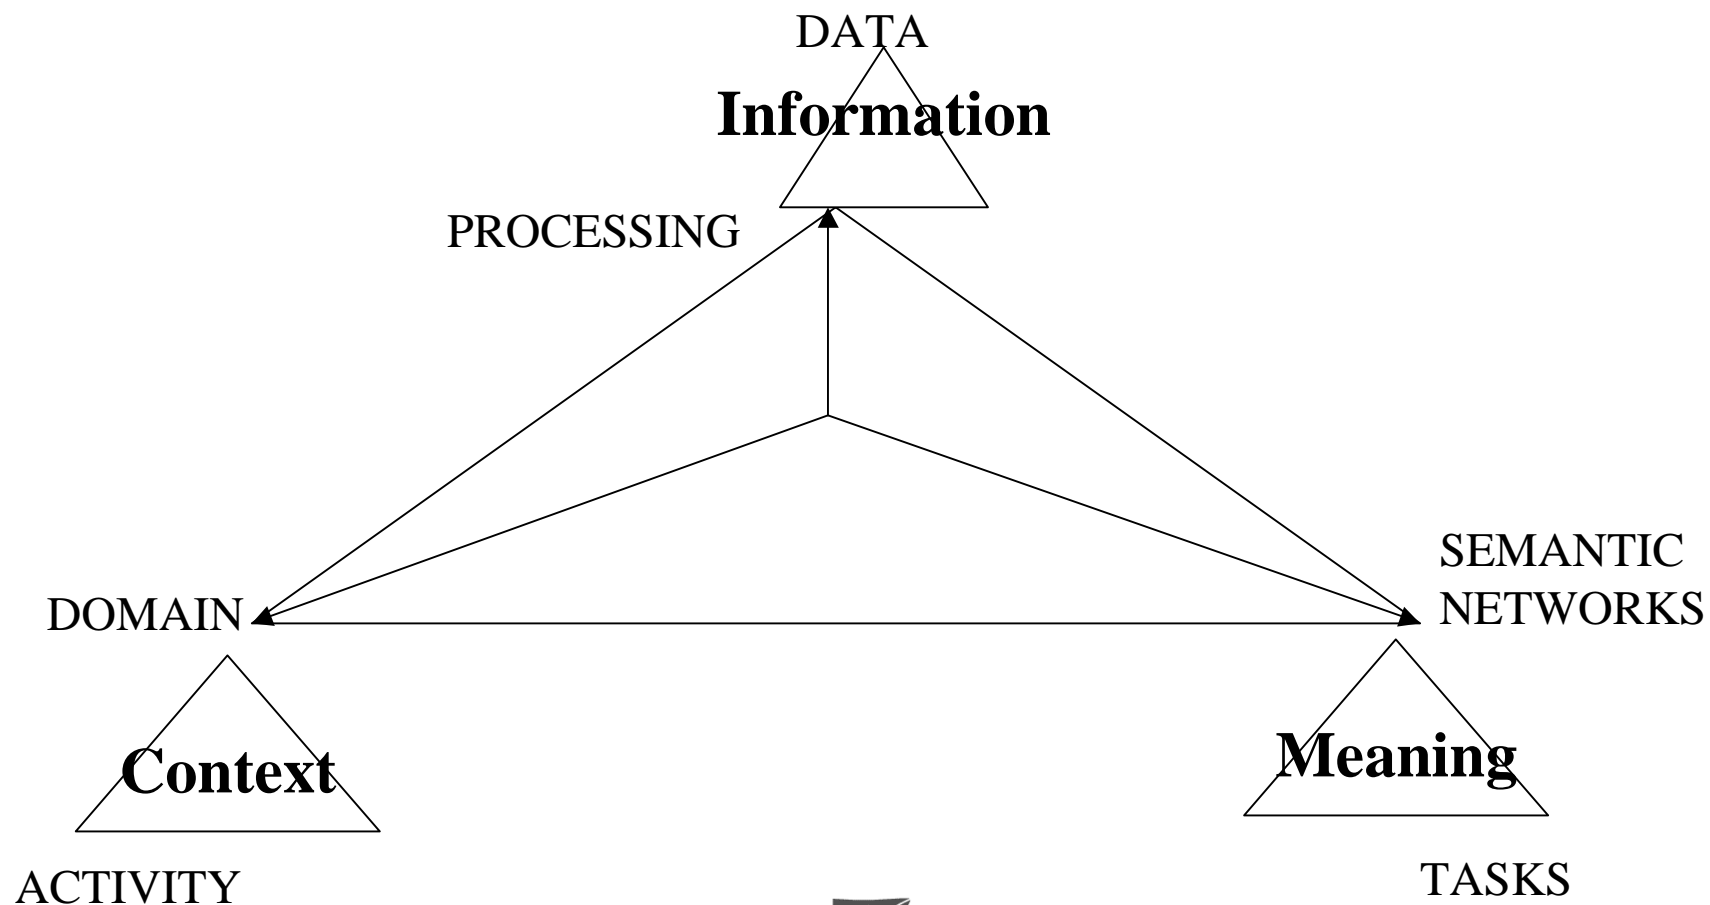 DATA
Information
PROCESSING
SEMANTIC
NETWORKS
DOMAIN
Context
Meaning
ACTIVITY
TASKS